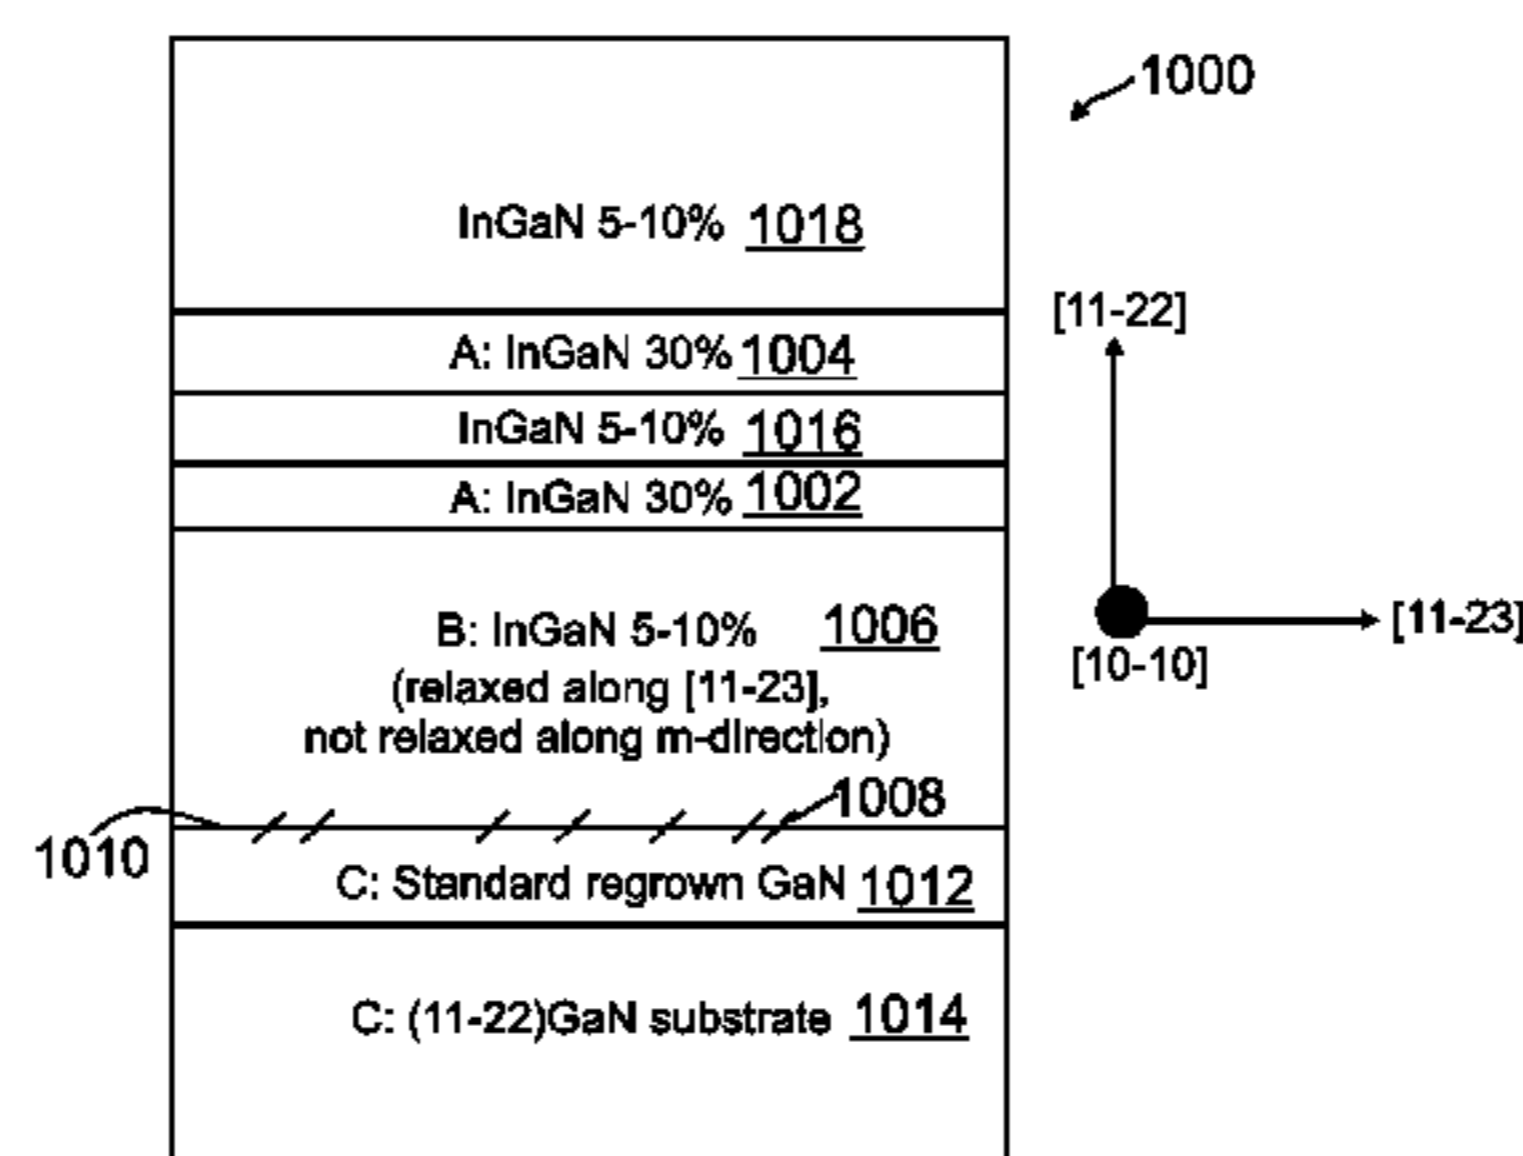 1000
InGaN 5-10% 1018
[11-22]
A: InGaN 30% 1004
InGaN 5-10% 1016
A: InGaN 30% 1002
B: InGaN 5-10% 1006
[11-23]
(relaxed along [11-23],
[10-10]
not relaxed along m-direction)
1008
1010
C: Standard regrown GaN 1012
C: (11-22)GaN substrate 1014